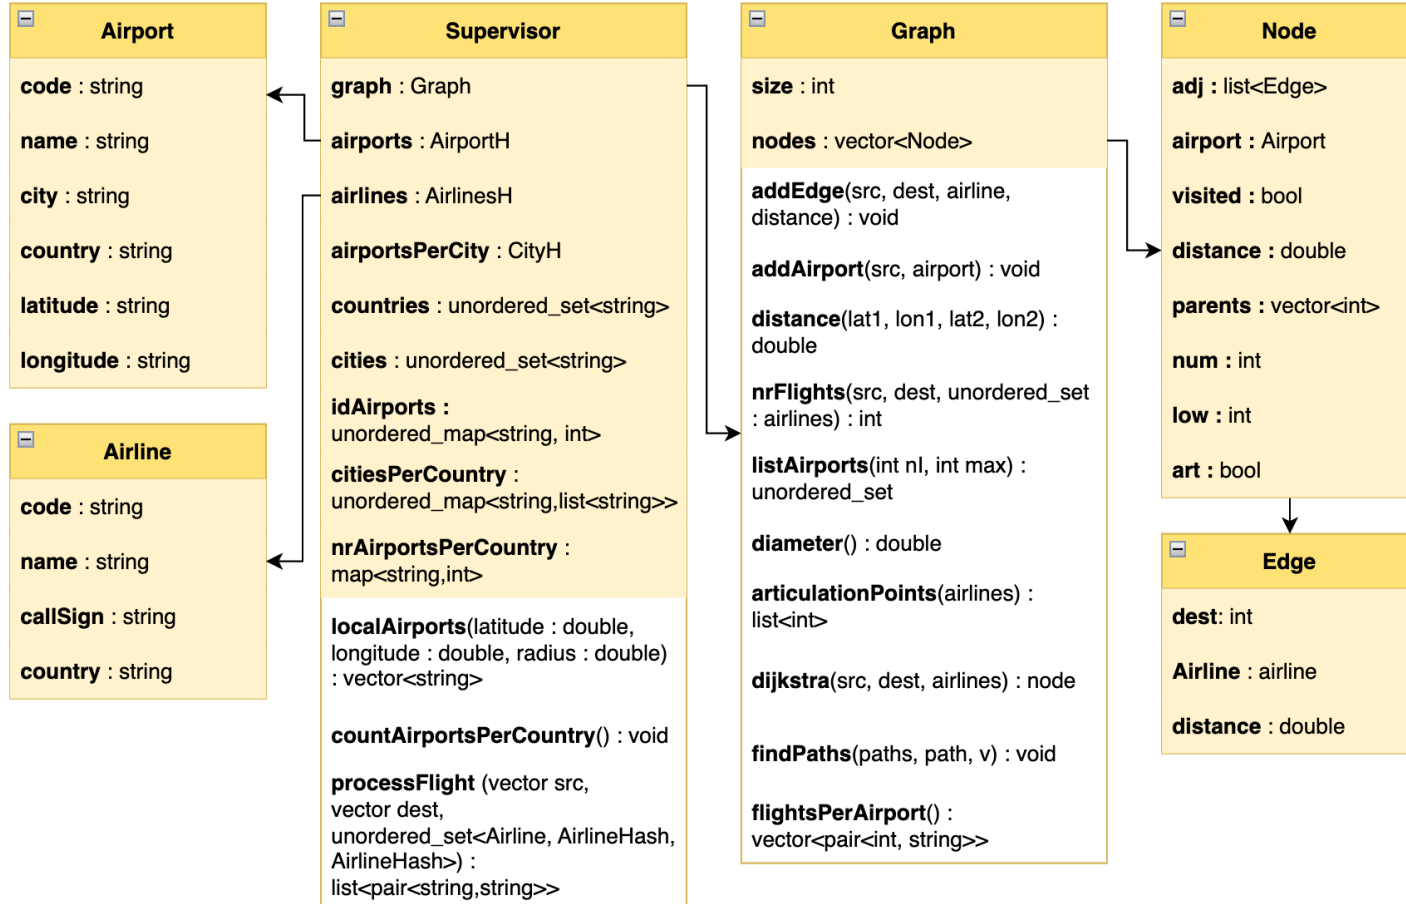 Airport
code : string
name : string
city : string
country : string
latitude : string
longitude : string
Airline
code : string
name : string
callSign : string
country : string
Supervisor
graph : Graph
airports : AirportH
airlines : AirlinesH
airportsPerCity : CityH
countries : unordered_set<string>
cities : unordered_set<string>
idAirports :
unordered_map<string, int>
citiesPerCountry :
unordered_map<string,list<string>>
nrAirportsPerCountry :
map<string,int>
localAirports(latitude : double,
longitude : double, radius : double)
: vector<string>
countAirportsPerCountry() : void
processFlight (vector src,
vector dest,
unordered_set<Airline, AirlineHash,
AirlineHash>) :
list<pair<string,string>>
Graph
size : int
nodes : vector<Node>
addEdge(src, dest, airline,
distance) : void
addAirport(src, airport) : void
distance(lat1, lon1, lat2, lon2) :
double
nrFlights(src, dest, unordered_set
: airlines) : int
listAirports(int nI, int max) :
unordered_set
diameter() : double
articulationPoints(airlines) :
list<int>
dijkstra(src, dest, airlines) : node
findPaths(paths, path, v) : void
flightsPerAirport() :
vector<pair<int, string>>
Node
adj : list<Edge>
airport : Airport
visited : bool
distance : double
parents : vector<int>
num : int
low : int
art : bool
Edge
dest: int
Airline : airline
distance : double